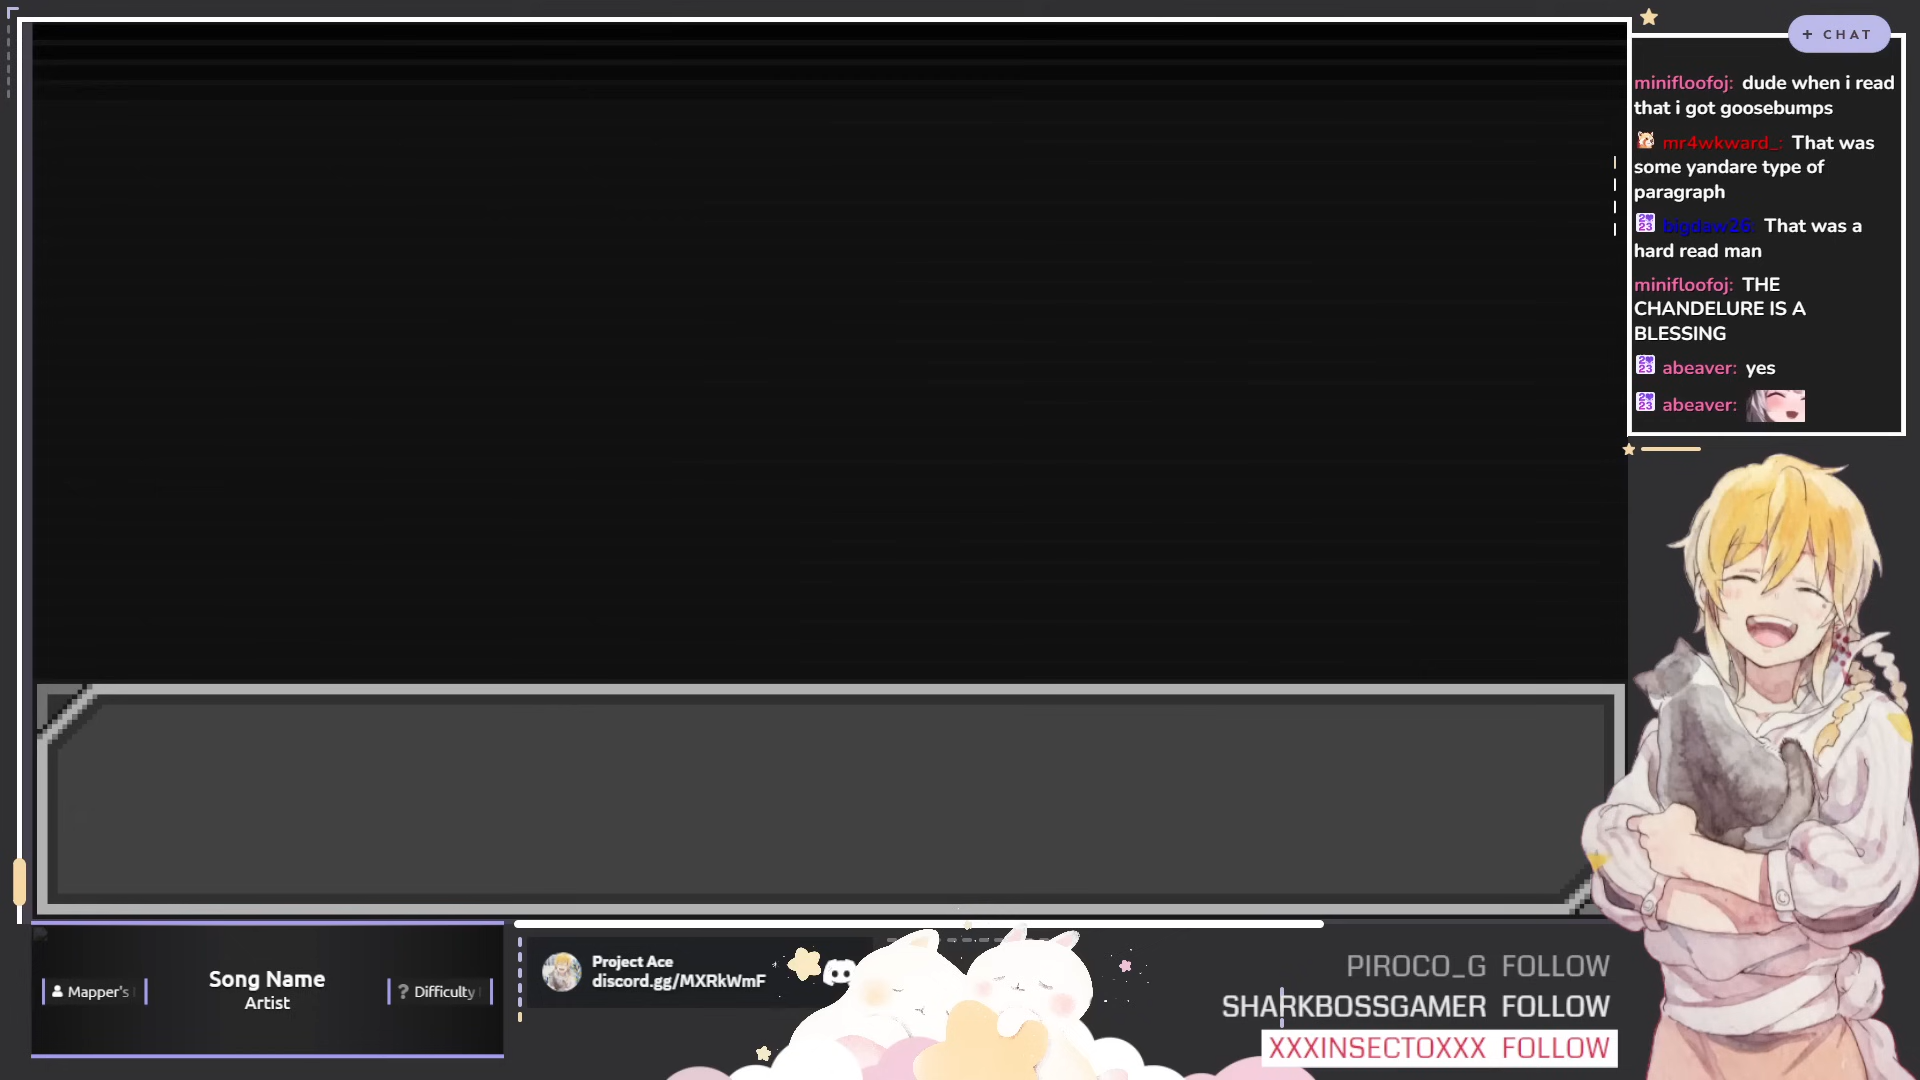 + CHAT
minifloofoj: dude when i read
that i got goosebumps
mr4wkward_: That was
some yandare type of
paragraph
bigdaw26: That was a
hard read man
minifloofoj: THE
CHANDELURE IS A
BLESSING
abeaver: yes
abeaver:
Mapper's
Song Name
Artist
? Difficulty
Project Ace
discord.gg/MXRkWmF
PIROCO_G FOLLOW
SHARKBOSSGAMER FOLLOW
XXXINSECTOXXX FOLLOW